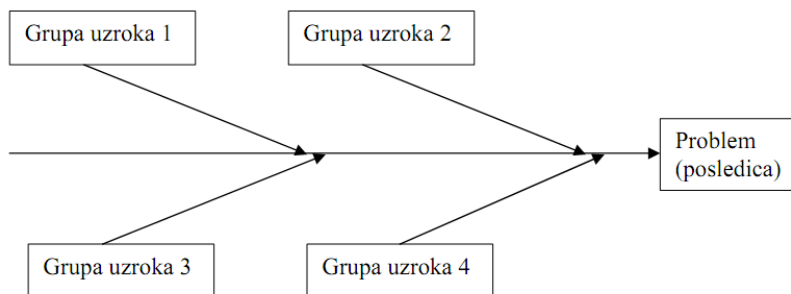 Grupa uzroka 1
Grupa uzroka 2
Problem
(posledica)
Grupa uzroka 3
Grupa uzroka 4